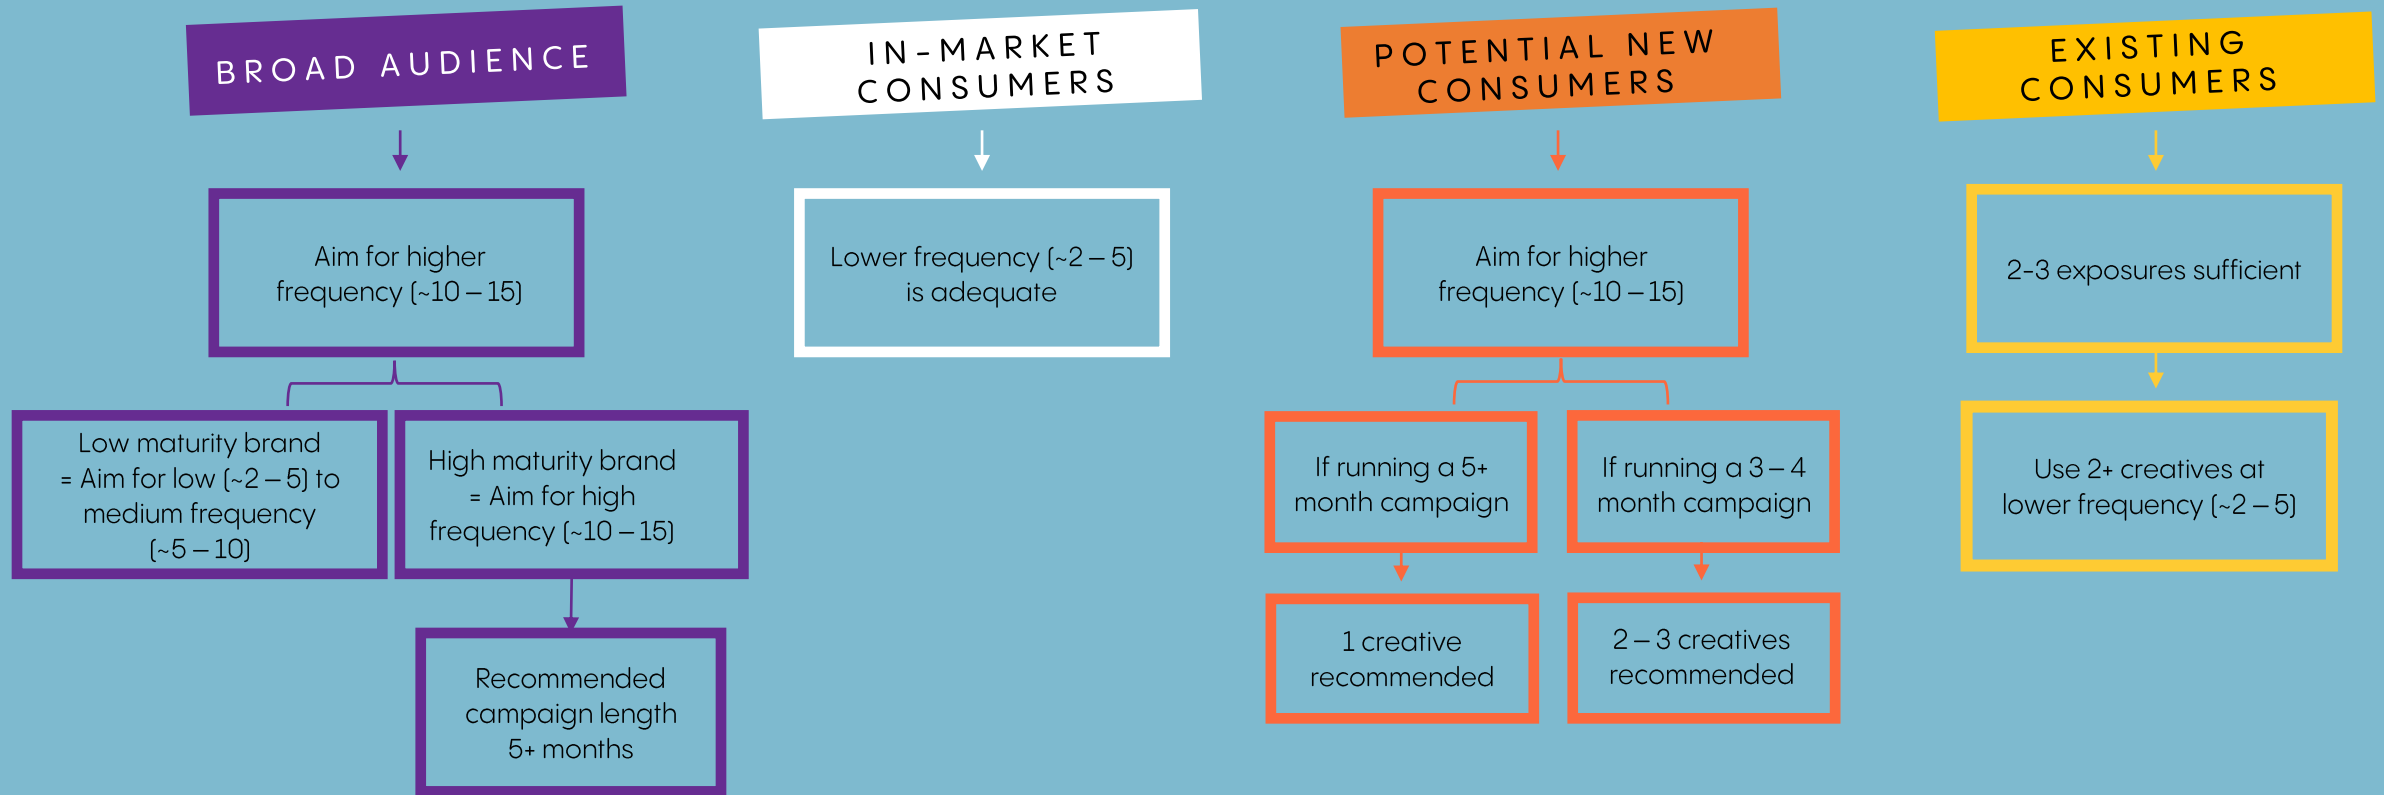 BROAD AUDIENCE
Aim for higher
frequency (~10 – 15)
Low maturity brand
= Aim for low (~2 – 5) to
medium frequency
(~5 – 10)
High maturity brand
= Aim for high
frequency (~10 – 15)
Recommended
campaign length
5+ months
IN-MARKET
CONSUMERS
Lower frequency (~2 – 5)
is adequate
POTENTIAL NEW
CONSUMERS
Aim for higher
frequency (~10 – 15)
If running a 5+
month campaign
1 creative
recommended
If running a 3 – 4
month campaign
2 – 3 creatives
recommended
EXISTING
CONSUMERS
2-3 exposures sufficient
Use 2+ creatives at
lower frequency (~2 – 5)